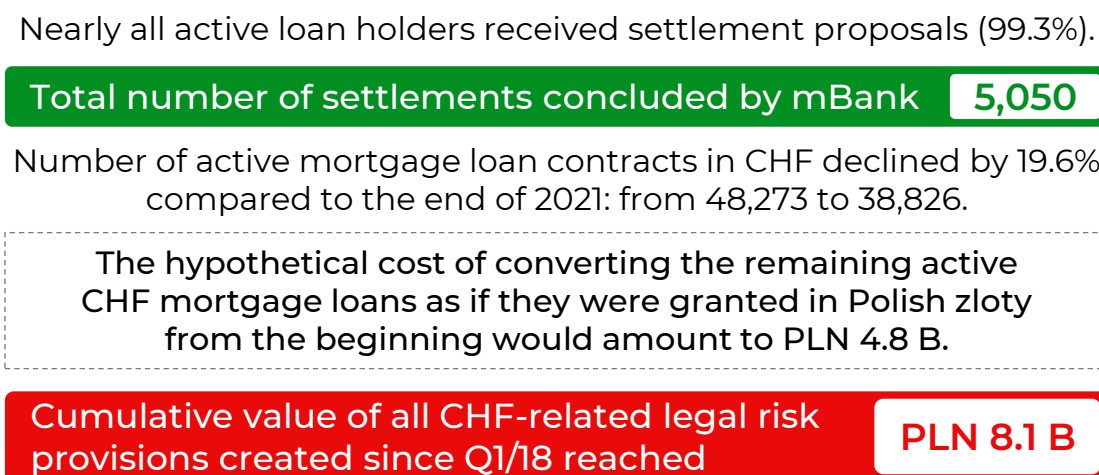 Nearly all active loan holders received settlement proposals (99.3%).
Total number of settlements concluded by mBank 5,050
Number of active mortgage loan contracts in CHF declined by 19.6%
compared to the end of 2021: from 48,273 to 38,826.
The hypothetical cost of converting the remaining active
CHF mortgage loans as if they were granted in Polish zloty
from the beginning would amount to PLN 4.8 B.
Cumulative value of all CHF-related legal risk
provisions created since Q1/18 reached
PLN 8.1 B